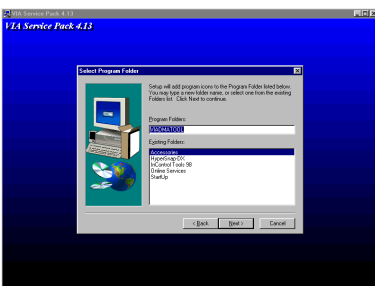 VIA Service Pack 4.13
VIA Service Pack 4.13
Select Program Folder
Setup will add program icons to the Program Folder listed below.
You may type a new folder name, or select one from the existing
Folders list. Click Next to continue.
Program Folders:
VIADMATOOL
Existing Folders:
Accessories
HyperSnap-DX
InControl Tools 98
Online Services
StartUp
< Back
Next >
Cancel